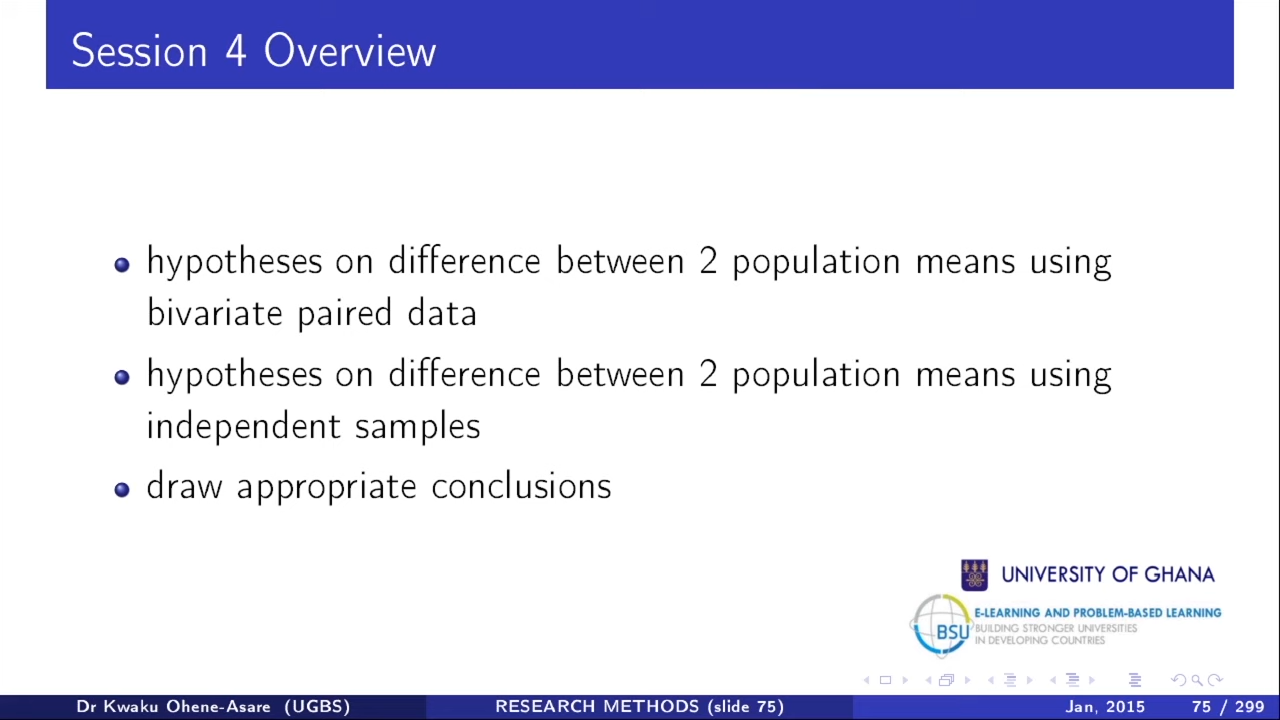 Session 4 Overview
hypotheses on difference between 2 population means using
bivariate paired data
hypotheses on difference between 2 population means using
independent samples
draw appropriate conclusions
UNIVERSITY OF GHANA
BSU
E-LEARNING AND PROBLEM-BASED LEARNING
BUILDING STRONGER UNIVERSITIES
IN DEVELOPING COUNTRIES
Dr Kwaku Ohene-Asare (UGBS)
RESEARCH METHODS (slide 75)
Jan, 2015
75 / 299